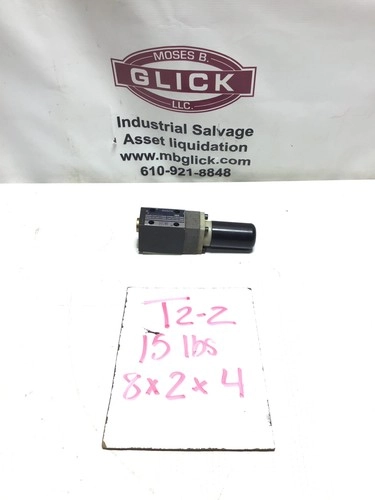 MOSES B.
GLICK
LLC.
Industrial Salvage
Asset liquidation
www.mbglick.com
610-921-8848
T2-2
15 lbs
8x2x4